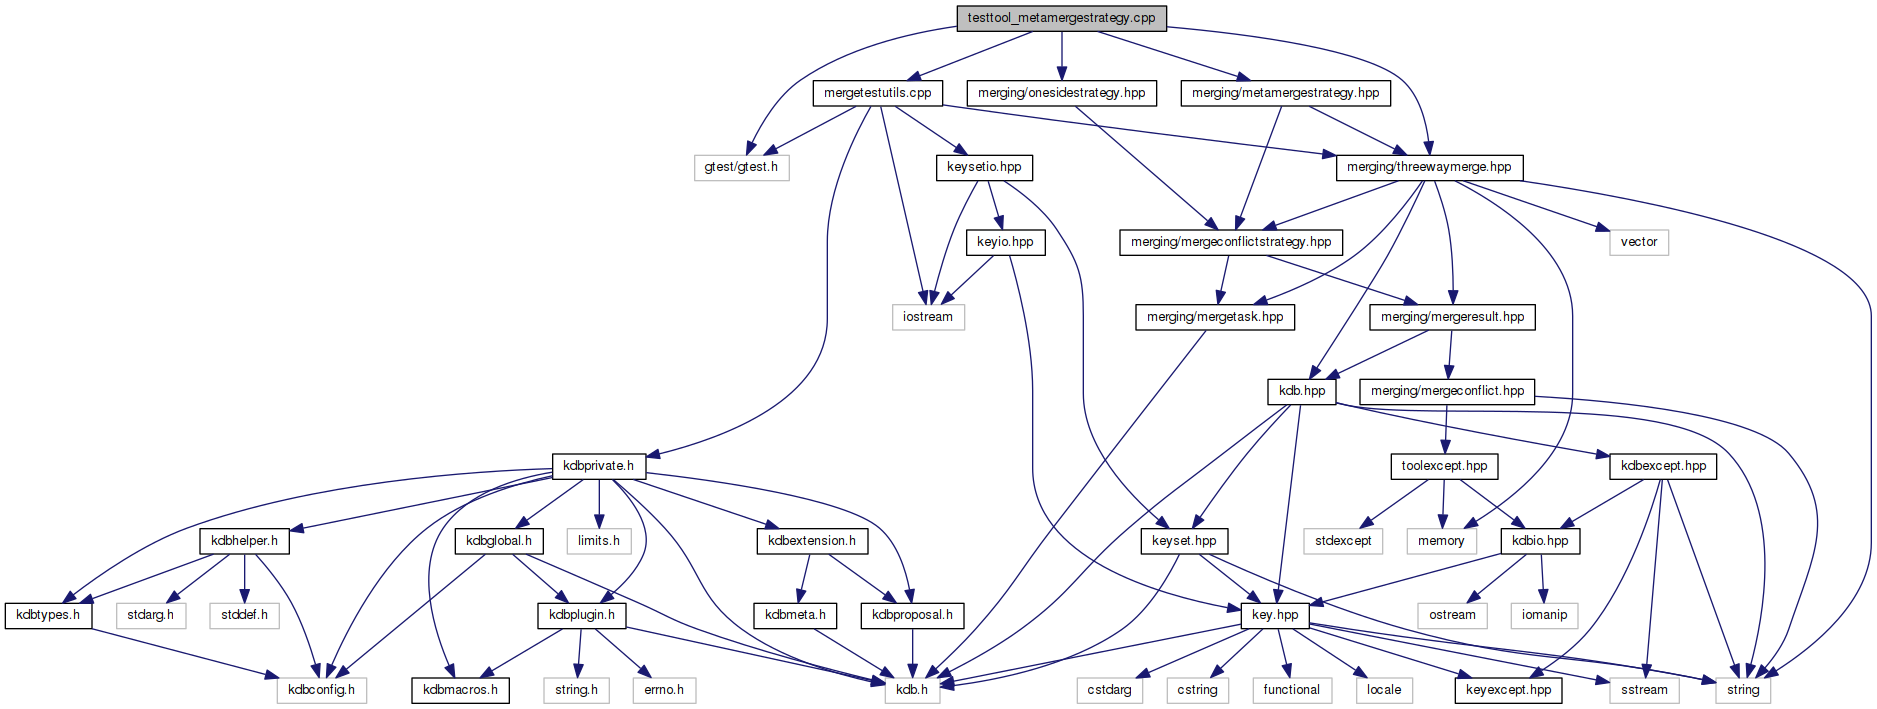 testtool_metamergestrategy.cpp
mergetestutils.cpp
merging/onesidestrategy.hpp
merging/metamergestrategy.hpp
gtest/gtest.h
keysetio.hpp
merging/threewaymerge.hpp
keyio.hpp
merging/mergeconflictstrategy.hpp
vector
iostream
merging/mergetask.hpp
merging/mergeresult.hpp
kdb.hpp
merging/mergeconflict.hpp
kdbprivate.h
toolexcept.hpp
kdbexcept.hpp
kdbhelper.h
kdbglobal.h
limits.h
kdbextension.h
keyset.hpp
stdexcept
memory
kdbio.hpp
kdbtypes.h
stdarg.h
stddef.h
kdbplugin.h
kdbmeta.h
kdbproposal.h
key.hpp
ostream
iomanip
kdbconfig.h
kdbmacros.h
string.h
errno.h
kdb.h
cstdarg
cstring
functional
locale
keyexcept.hpp
sstream
string